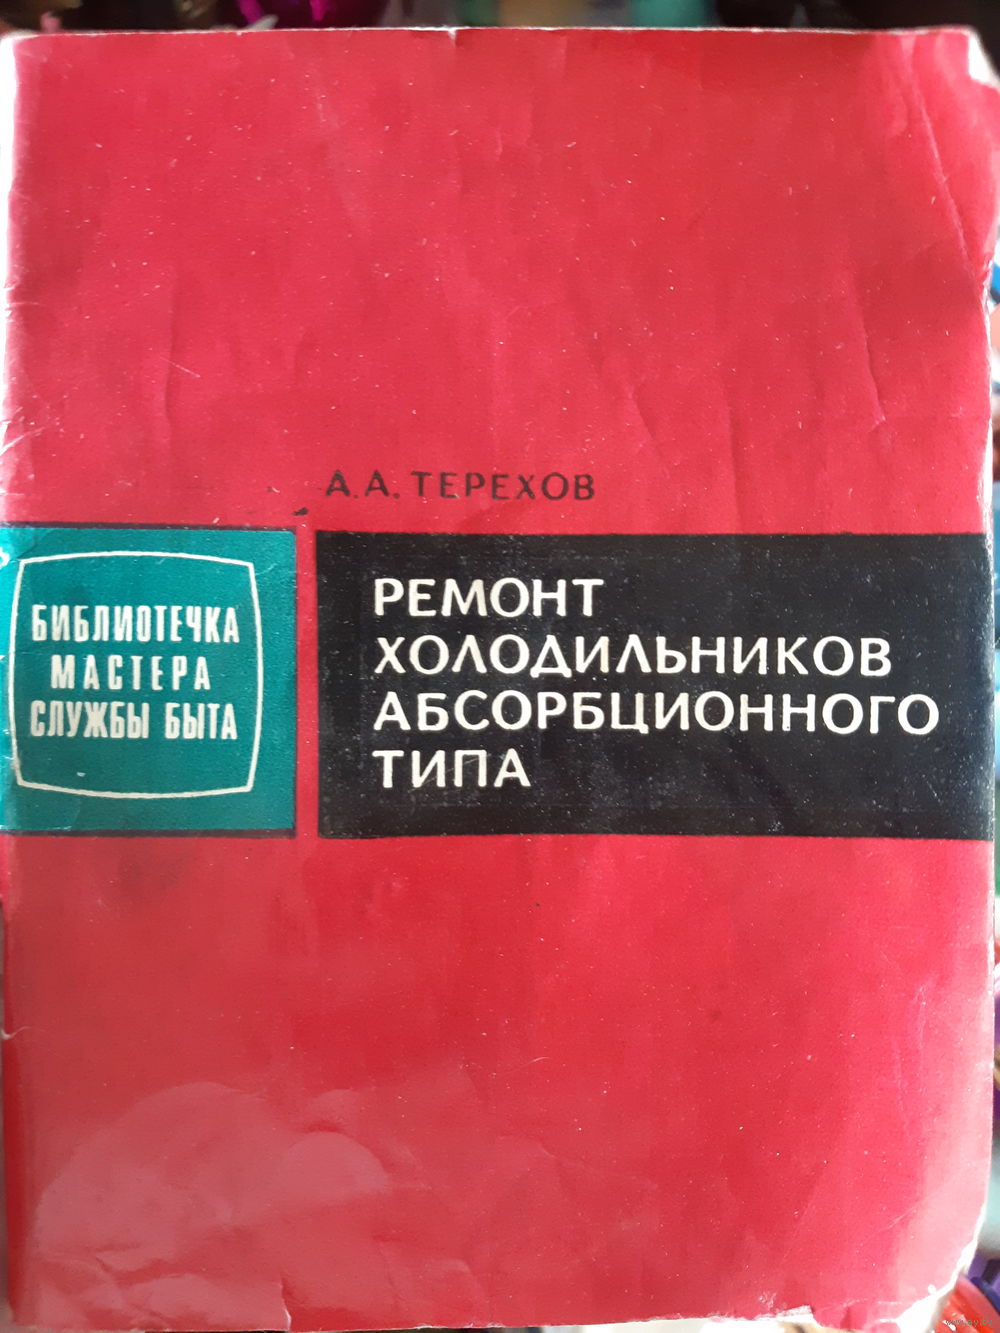 А.А. ТЕРЕХОВ
БИБЛИОТЕЧКА
МАСТЕРА
СЛУЖБЫ БЫТА
РЕМОНТ
ХОЛОДИЛЬНИКОВ
АБСОРБЦИОННОГО
ТИПА